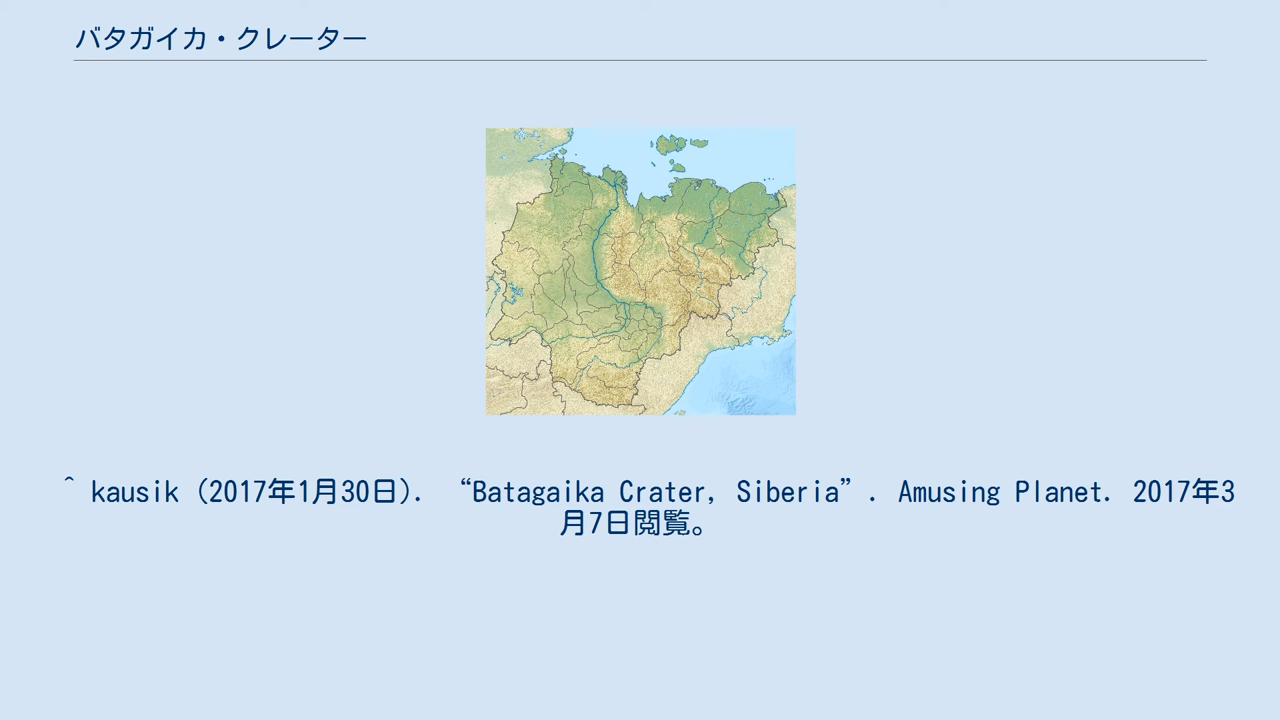 バタガイカ・クレーター
^ kausik (2017年1月30日). “Batagaika Crater, Siberia”. Amusing Planet. 2017年3
月7日閲覧。